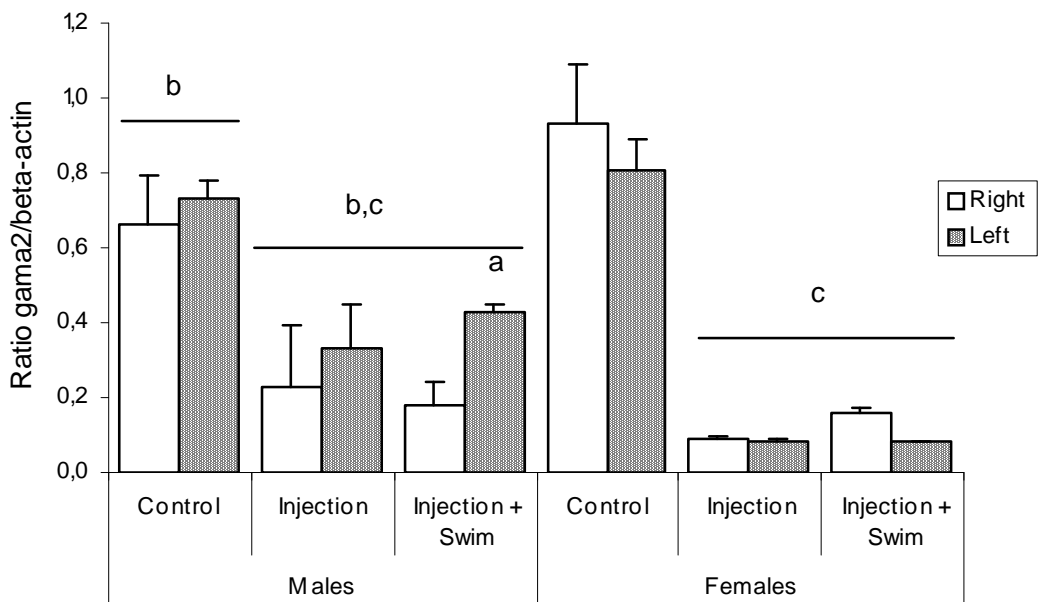 1,2
1,0
0,8
0,6
0,4
0,2
0,0
Ratio gama2/beta-actin
b
b,c
a
c
Right
Left
Control
Injection
Injection +
Swim
Control
Injection
Injection +
Swim
Males
Females